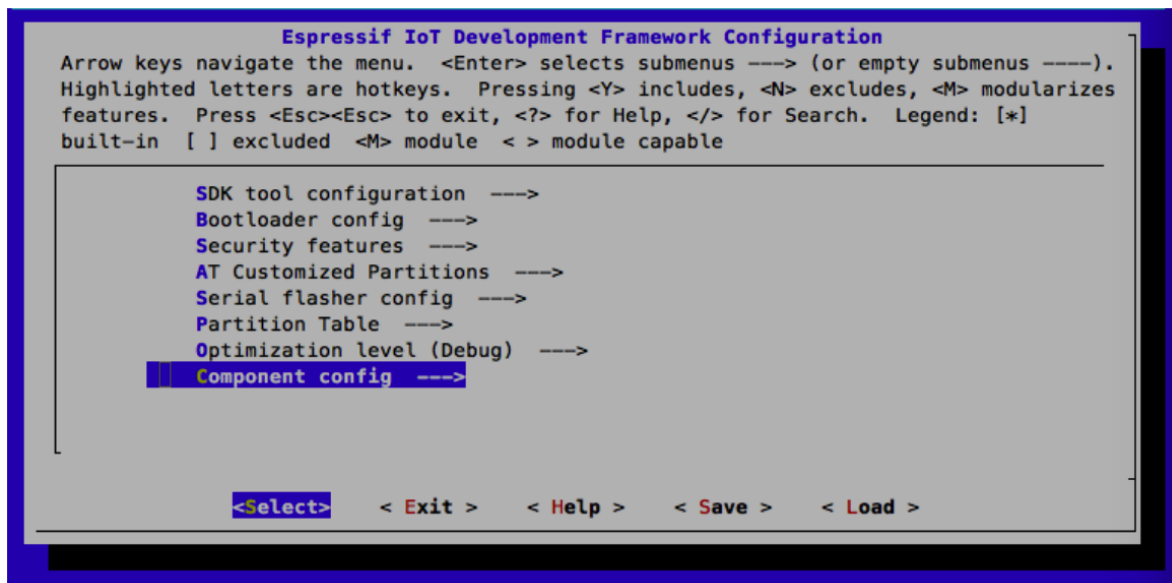 Espressif IoT Development Framework Configuration
Arrow keys navigate the menu.  <Enter> selects submenus ---> (or empty submenus ----).
Highlighted letters are hotkeys.  Pressing <Y> includes, <N> excludes, <M> modularizes
features.  Press <Esc><Esc> to exit, <?> for Help, </> for Search.  Legend: [*]
built-in  [ ] excluded  <M> module  < > module capable
SDK tool configuration  --->
Bootloader config  --->
Security features  --->
AT Customized Partitions  --->
Serial flasher config  --->
Partition Table  --->
Optimization level (Debug)  --->
Component config  --->
<Select>    < Exit >    < Help >    < Save >    < Load >